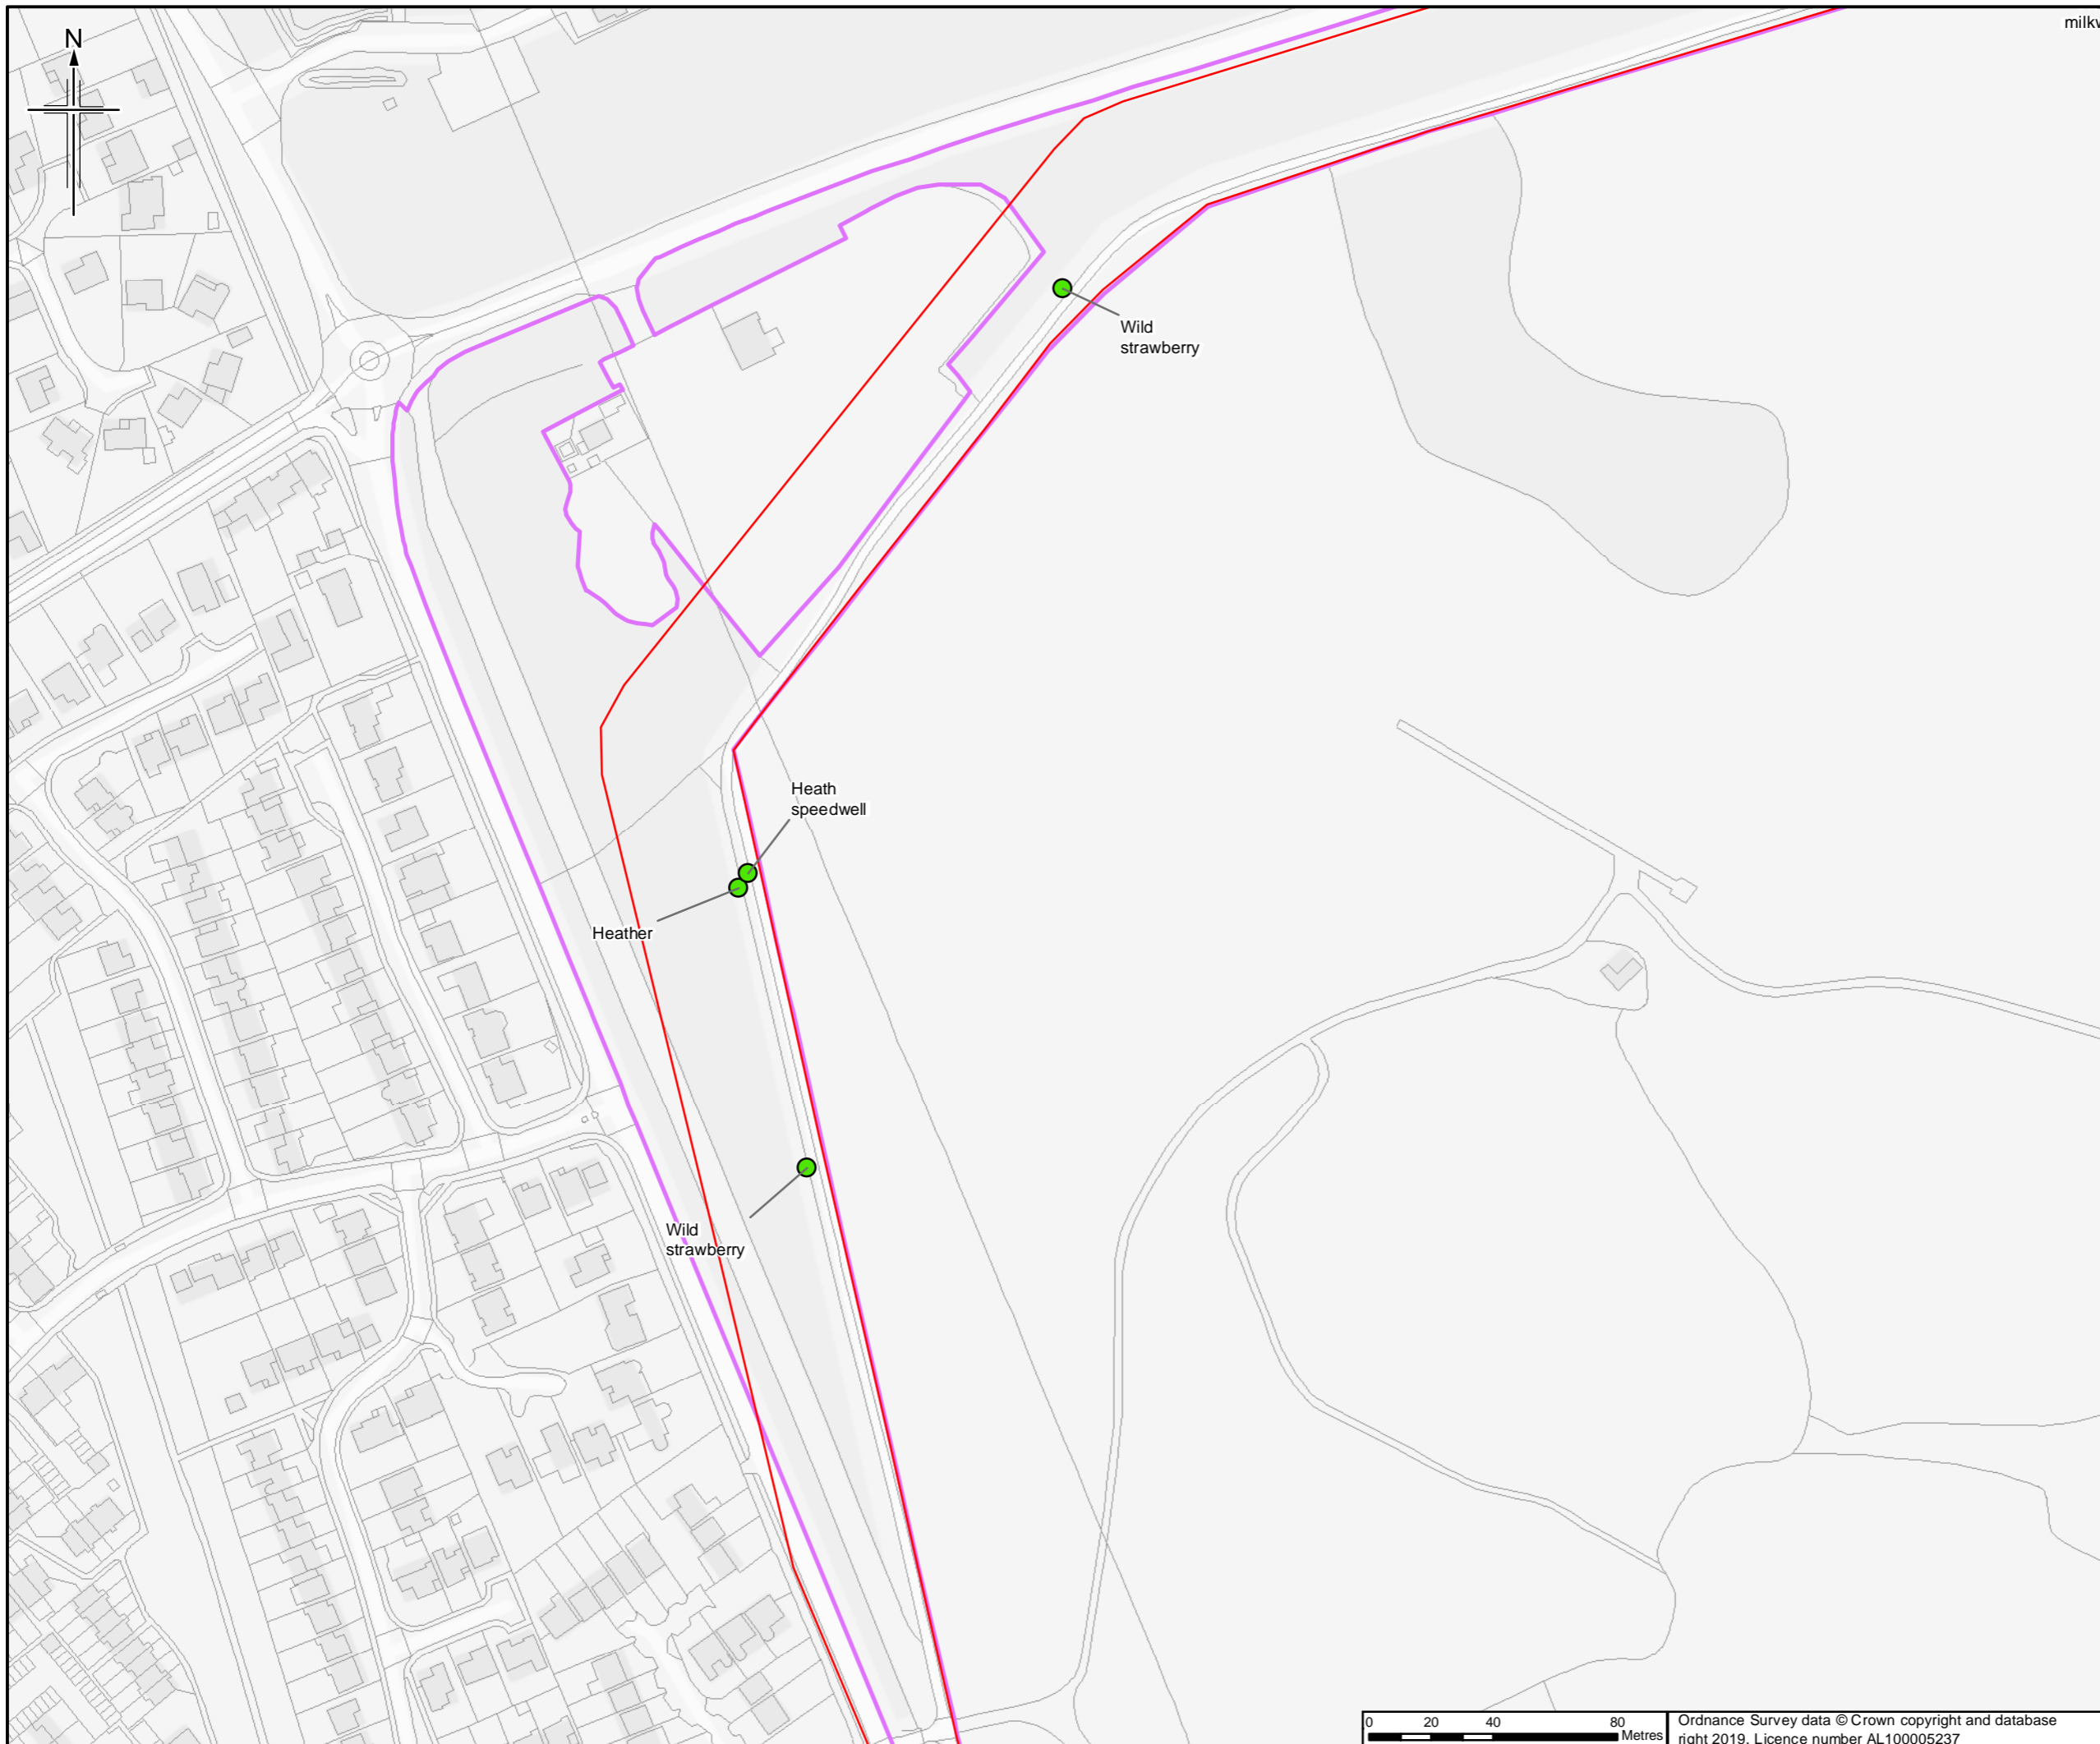 N
Wild
strawberry
Heath
speedwell
Heather
Wild
strawberry
0 20 40 80
Metres
Ordnance Survey data © Crown copyright and database
right 2019. Licence number AL100005237